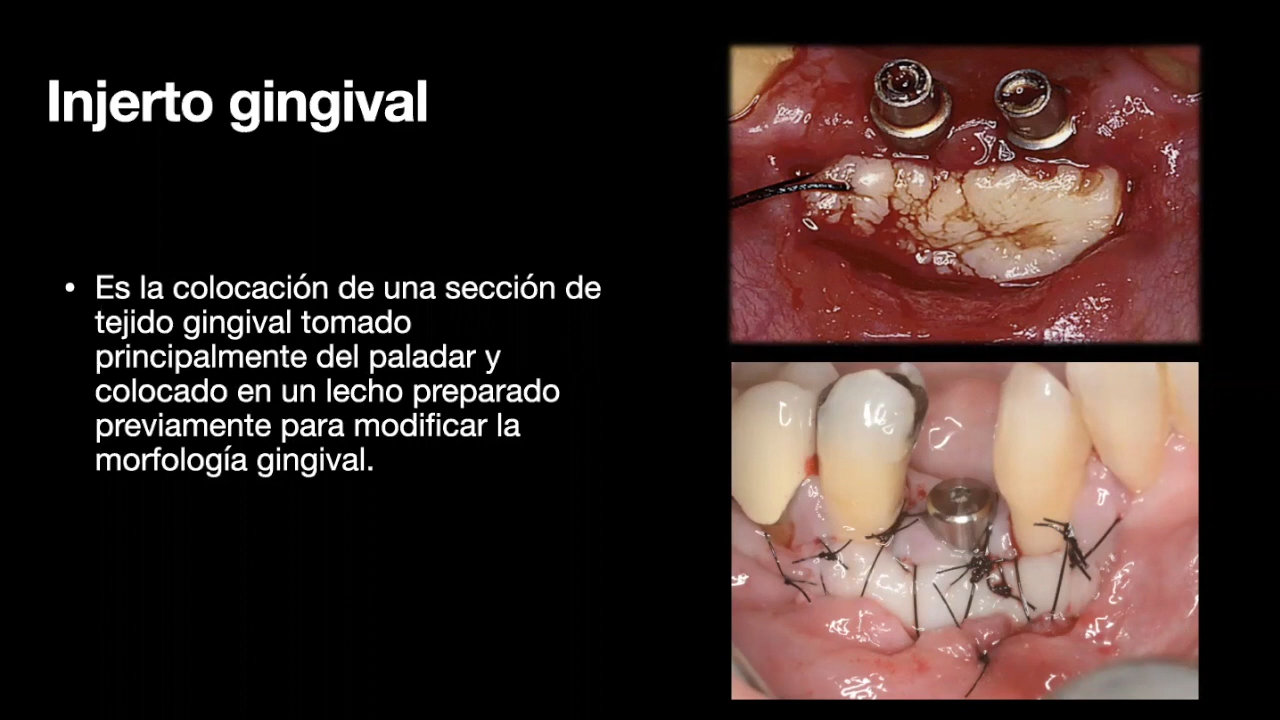 Injerto gingival
• Es la colocación de una sección de
tejido gingival tomado
principalmente del paladar y
colocado en un lecho preparado
previamente para modificar la
morfología gingival.